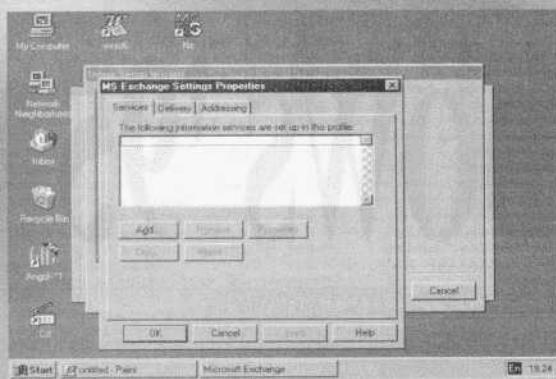 My Computer
Network Neighborhood
Inbox
Recycle Bin
MS Exchange Settings Properties
Services Delivery Addressing
The following information services are set up in this profile:
Add... Remove Properties
Copy... About...
Cancel
OK Cancel Apply Help
Start untitled - Paint Microsoft Exchange En 19:24